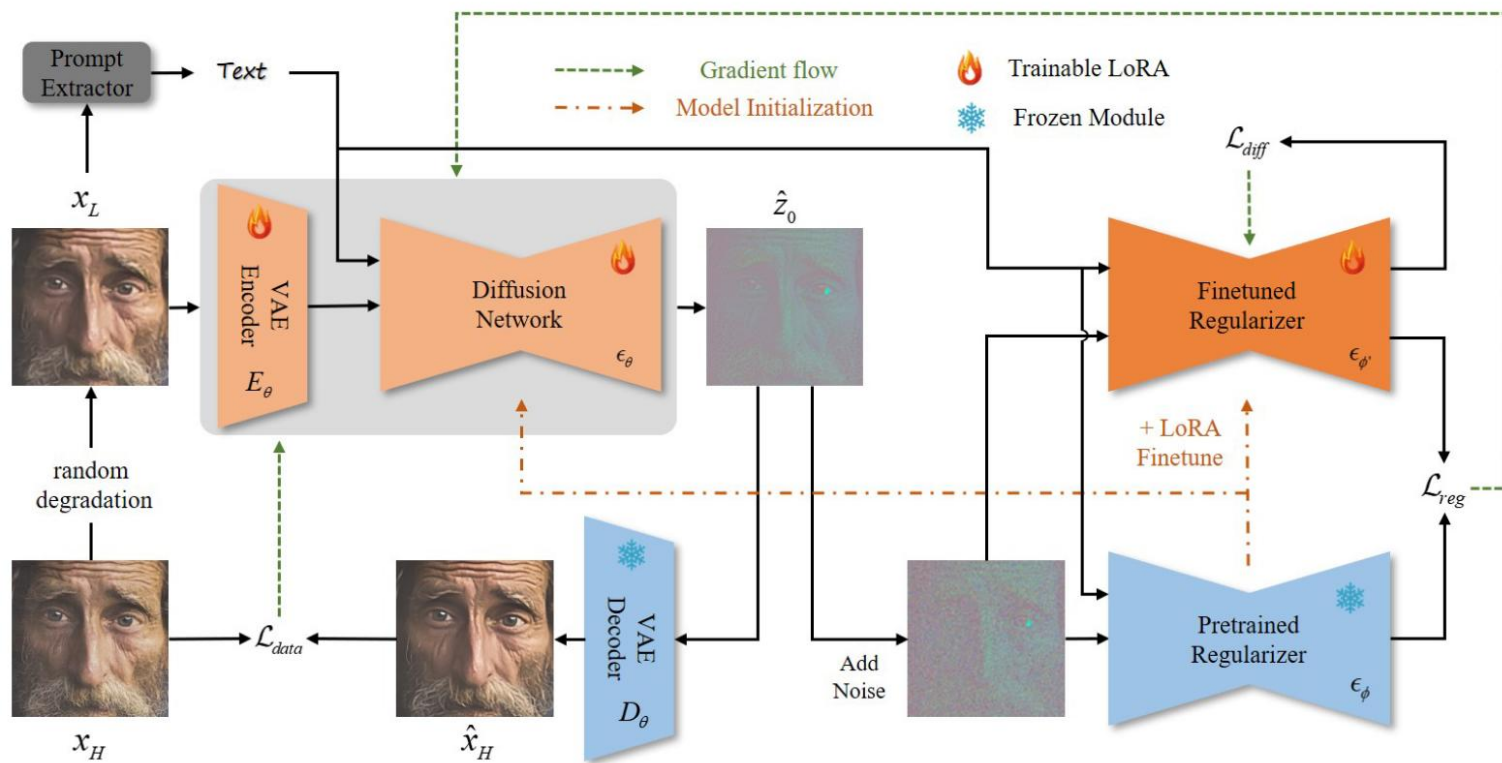 Prompt
Extractor
Text
Gradient flow
Model Initialization
Trainable LoRA
Frozen Module
x_L
VAE
Encoder
E_θ
Diffusion
Network
ϵ_θ
ẑ_0
ℒ_diff
Finetuned
Regularizer
ϵ_ϕ'
+ LoRA
Finetune
random
degradation
ℒ_reg
x_H
ℒ_data
x̂_H
VAE
Decoder
D_θ
Add
Noise
Pretrained
Regularizer
ϵ_ϕ